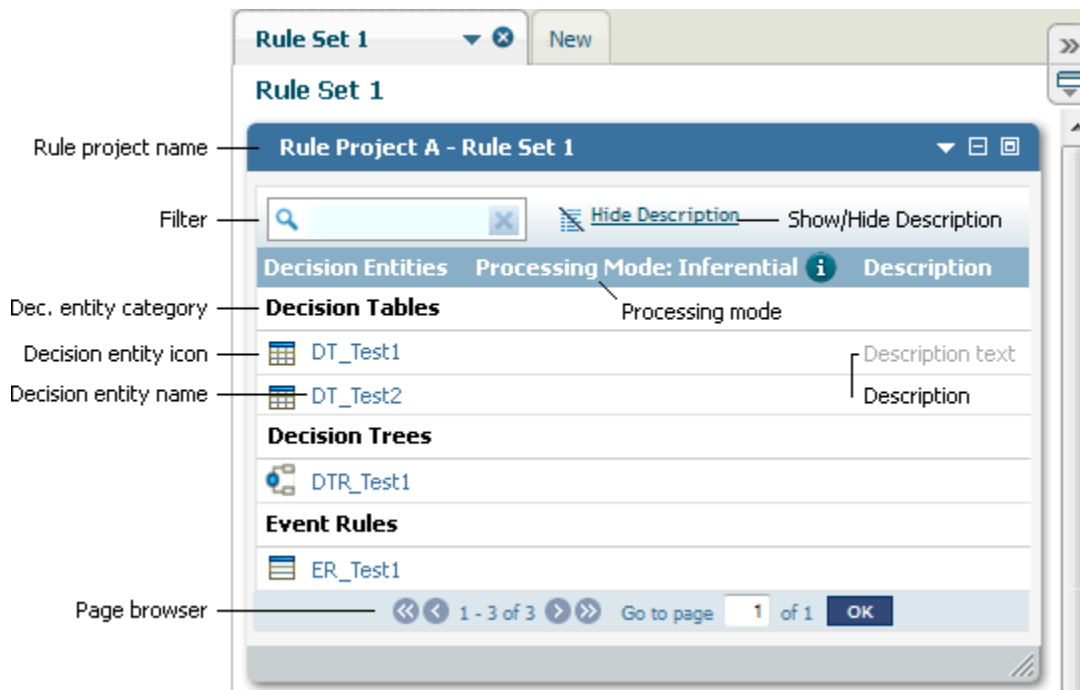 Rule Set 1 New
Rule Set 1
Rule project name Rule Project A - Rule Set 1
Filter Hide Description Show/Hide Description
Decision Entities Processing Mode: Inferential i Description
Dec. entity category Decision Tables Processing mode
Decision entity icon DT_Test1 Description text
Decision entity name DT_Test2 Description
Decision Trees
DTR_Test1
Event Rules
ER_Test1
Page browser 1 - 3 of 3 Go to page 1 of 1 OK